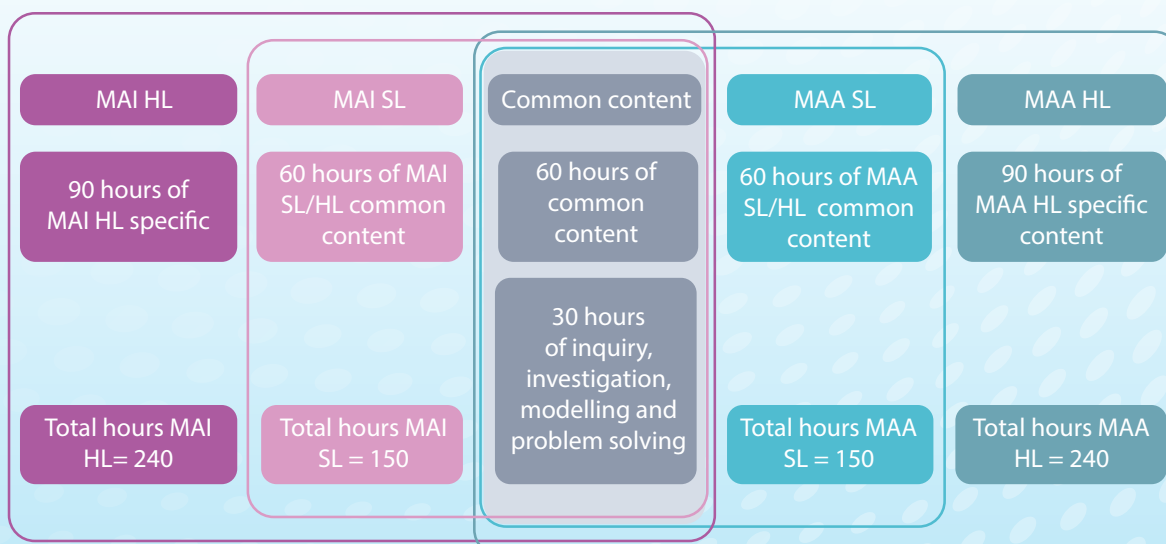 MAI HL
MAI SL
Common content
MAA SL
MAA HL
90 hours of
MAI HL specific
60 hours of MAI
SL/HL common
content
60 hours of
common
content
60 hours of MAA
SL/HL common
content
90 hours of
MAA HL specific
content
30 hours
of inquiry,
investigation,
modelling and
problem solving
Total hours MAI
HL= 240
Total hours MAI
SL = 150
Total hours MAA
SL = 150
Total hours MAA
HL = 240